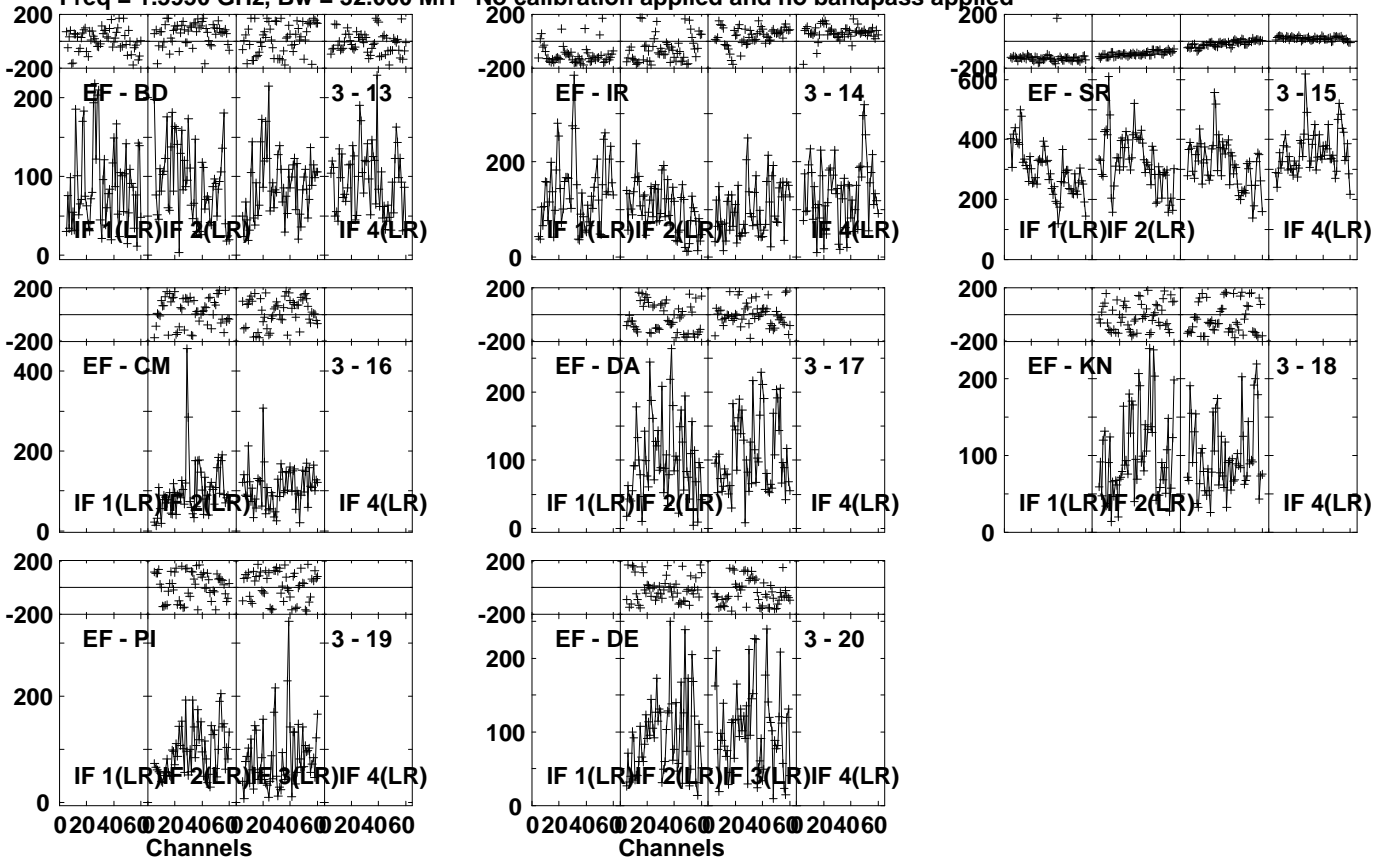 No calibration applied and no bandpass applied
200 200 200
-200 -200 -200
EF - BD 3 - 13 EF - IR 3 - 14 EF - SR 3 - 15
200 600
200 400
100 200
0 0 0
IF 1(LR) IF 2(LR) IF 4(LR) IF 1(LR) IF 2(LR) IF 4(LR) IF 1(LR) IF 2(LR) IF 4(LR)
200 200 200
-200 -200 -200
EF - CM 3 - 16 EF - DA 3 - 17 EF - KN 3 - 18
400 200 200
200 100 100
0 0 0
IF 1(LR) IF 2(LR) IF 4(LR) IF 1(LR) IF 2(LR) IF 4(LR) IF 1(LR) IF 2(LR) IF 4(LR)
200 200
-200 -200
EF - PI 3 - 19 EF - DE 3 - 20
200 200
100
0 0
IF 1(LR) IF 2(LR) IF 3(LR) IF 4(LR) IF 1(LR) IF 2(LR) IF 3(LR) IF 4(LR)
0 20 40 60 0 20 40 60 0 20 40 60 0 20 40 60 0 20 40 60 0 20 40 60 0 20 40 60 0 20 40 60
Channels Channels